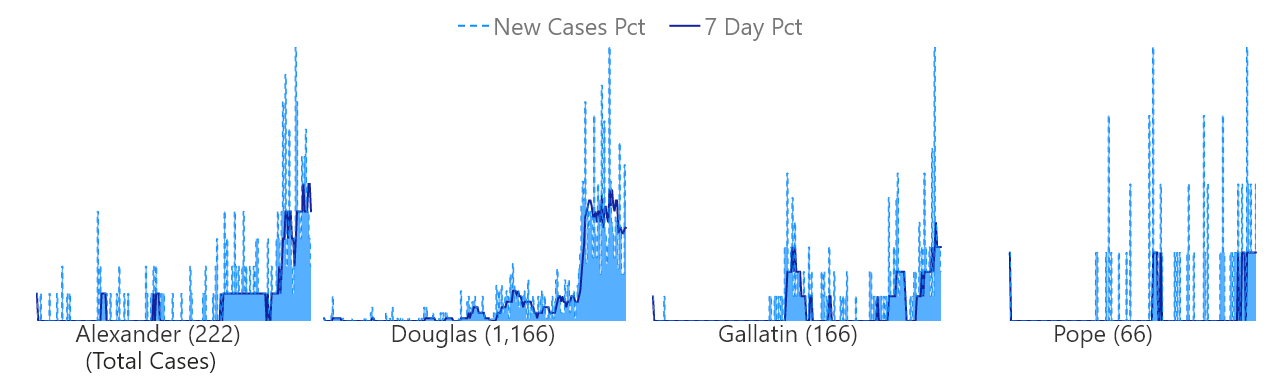 New Cases Pct 7 Day Pct
Alexander (222) Douglas (1,166) Gallatin (166) Pope (66)
(Total Cases)